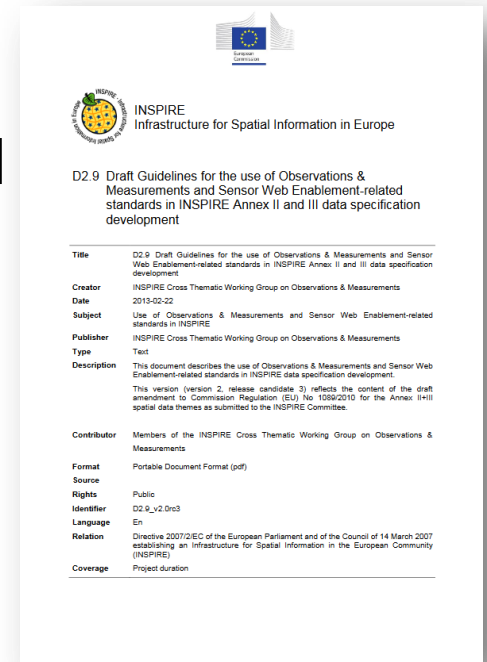 European
Commission
INSPIRE
Infrastructure for Spatial Information in Europe
D2.9 Draft Guidelines for the use of Observations &
Measurements and Sensor Web Enablement-related
standards in INSPIRE Annex II and III data specification
development
Title D2.9 Draft Guidelines for the use of Observations & Measurements and Sensor
Web Enablement-related standards in INSPIRE Annex II and III data specification
development
Creator INSPIRE Cross Thematic Working Group on Observations & Measurements
Date 2013-02-22
Subject Use of Observations & Measurements and Sensor Web Enablement-related
standards in INSPIRE
Publisher INSPIRE Cross Thematic Working Group on Observations & Measurements
Type Text
Description This document describes the use of Observations & Measurements and Sensor Web
Enablement-related standards in INSPIRE data specification development.
This version (version 2, release candidate 3) reflects the content of the draft
amendment to Commission Regulation (EU) No 1089/2010 for the Annex II+III
spatial data themes as submitted to the INSPIRE Committee.
Contributor Members of the INSPIRE Cross Thematic Working Group on Observations &
Measurements
Format Portable Document Format (pdf)
Source
Rights Public
Identifier D2.9_v2.0rc3
Language En
Relation Directive 2007/2/EC of the European Parliament and of the Council of 14 March 2007
establishing an Infrastructure for Spatial Information in the European Community
(INSPIRE)
Coverage Project duration